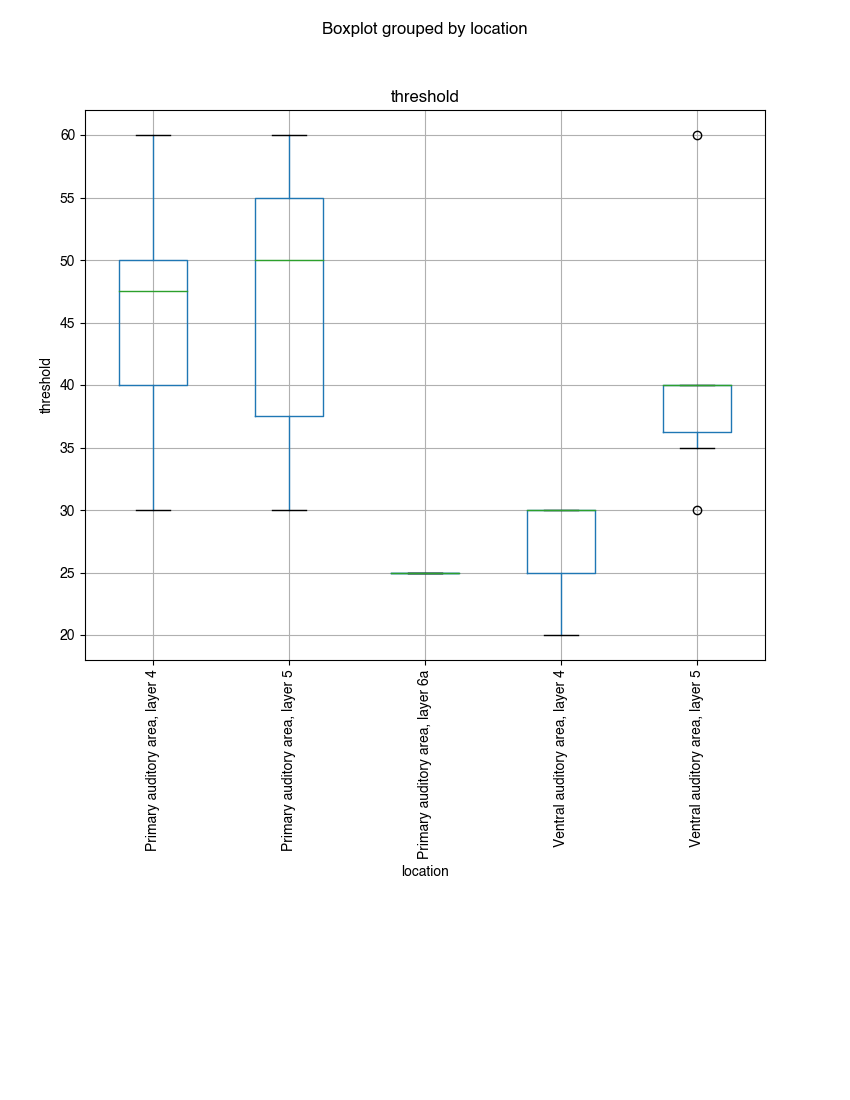 Boxplot grouped by location
threshold
60
55
50
45
40
35
30
25
20
threshold
Primary auditory area, layer 4
Primary auditory area, layer 5
Primary auditory area, layer 6a
Ventral auditory area, layer 4
Ventral auditory area, layer 5
location